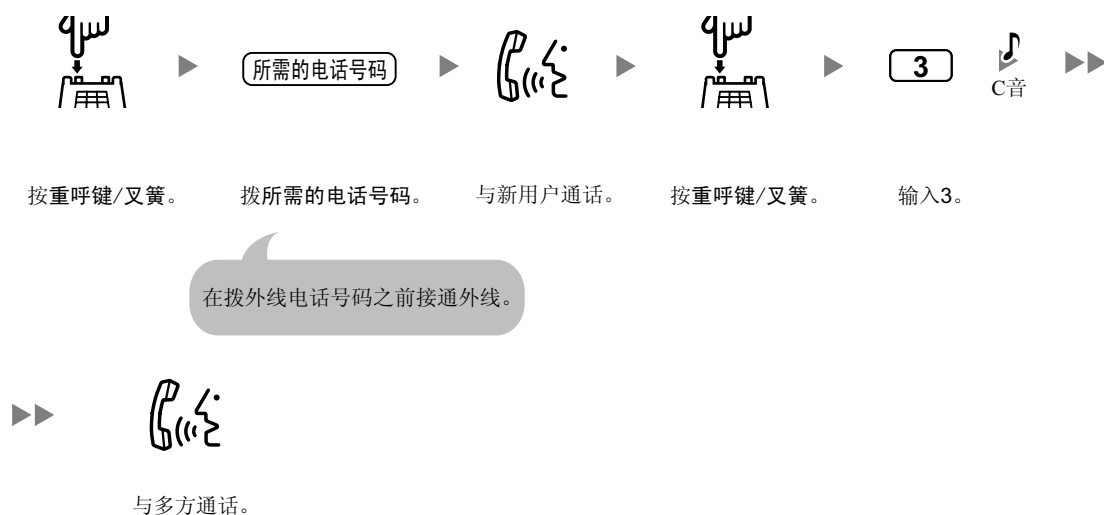 所需的电话号码
3
C音
按重呼键/叉簧。
拨所需的电话号码。
与新用户通话。
按重呼键/叉簧。
输入3。
在拨外线电话号码之前接通外线。
与多方通话。